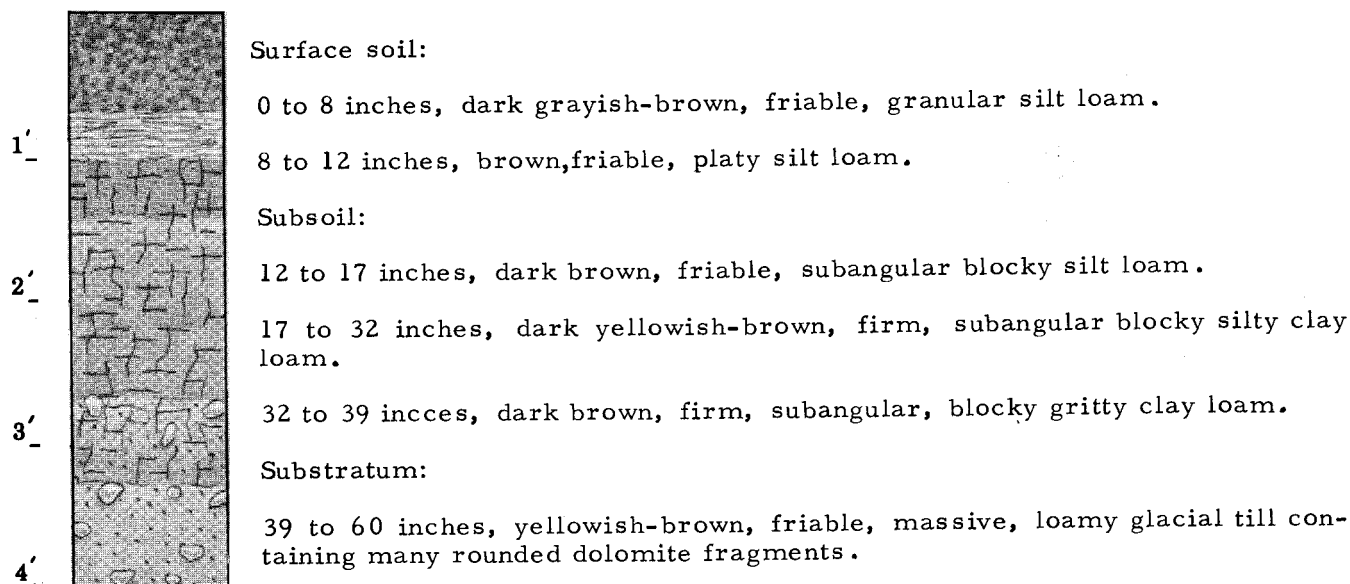 Surface soil:
0 to 8 inches, dark grayish-brown, friable, granular silt loam.
1'
8 to 12 inches, brown,friable, platy silt loam.
Subsoil:
12 to 17 inches, dark brown, friable, subangular blocky silt loam.
2'
17 to 32 inches, dark yellowish-brown, firm, subangular blocky silty clay
loam.
32 to 39 incces, dark brown, firm, subangular, blocky gritty clay loam.
3'
Substratum:
39 to 60 inches, yellowish-brown, friable, massive, loamy glacial till con-
taining many rounded dolomite fragments.
4'